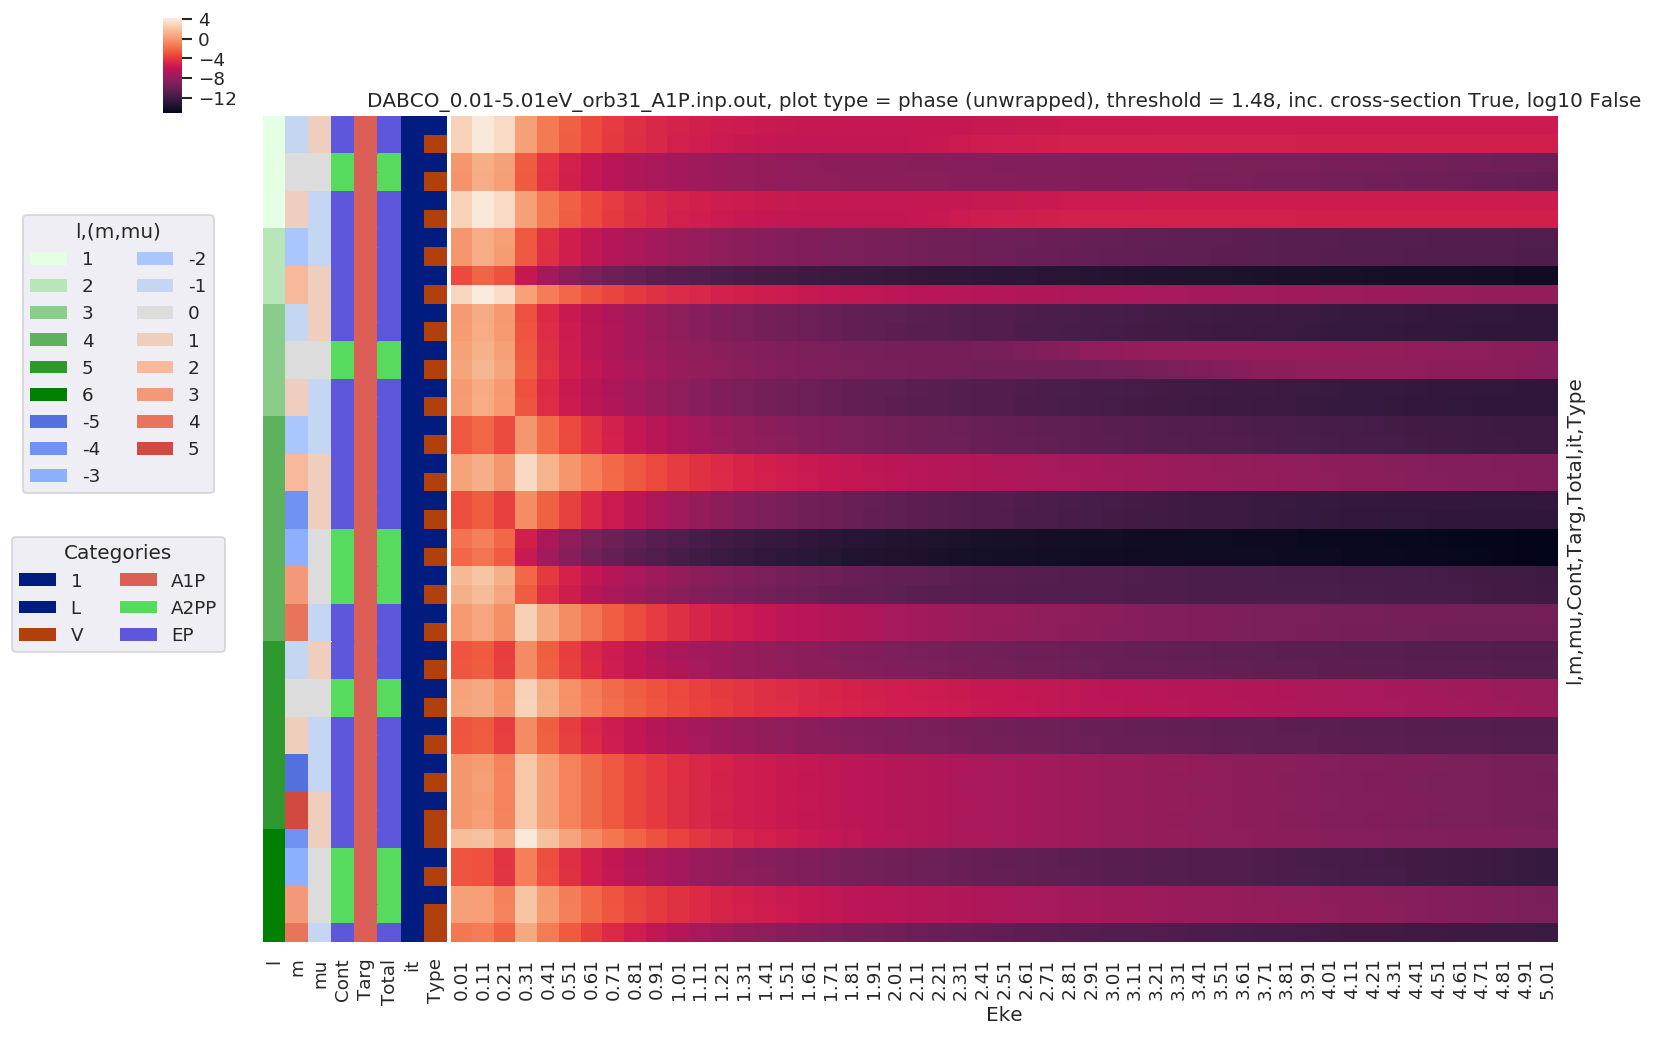 4
0
−4
−8
−12
DABCO_0.01-5.01eV_orb31_A1P.inp.out, plot type = phase (unwrapped), threshold = 1.48, inc. cross-section True, log10 False
l,(m,mu)
1 -2
2 -1
3 0
4 1
5 2
6 3
-5 4
-4 5
-3
Categories
1 A1P
L A2PP
V EP
l,m,mu,Cont,Targ,Total,it,Type
l m mu Cont Targ Total it Type 0.01 0.11 0.21 0.31 0.41 0.51 0.61 0.71 0.81 0.91 1.01 1.11 1.21 1.31 1.41 1.51 1.61 1.71 1.81 1.91 2.01 2.11 2.21 2.31 2.41 2.51 2.61 2.71 2.81 2.91 3.01 3.11 3.21 3.31 3.41 3.51 3.61 3.71 3.81 3.91 4.01 4.11 4.21 4.31 4.41 4.51 4.61 4.71 4.81 4.91 5.01
Eke